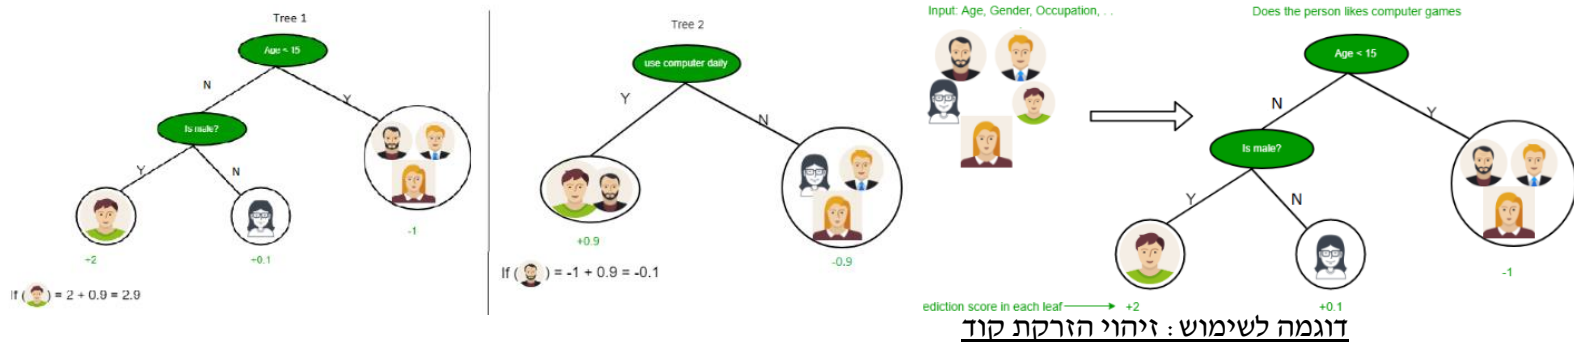 Tree 1
Age < 15
N
Y
Is male?
Y
N
+2
+0.1
-1
If ( ) = 2 + 0.9 = 2.9
Tree 2
use computer daily
Y
N
+0.9
-0.9
If ( ) = -1 + 0.9 = -0.1
Input: Age, Gender, Occupation, . .
Does the person likes computer games
Age < 15
N
Y
Is male?
Y
N
-1
ediction score in each leaf
+2
+0.1
דוגמה לשימוש: זיהוי הזרקת קוד